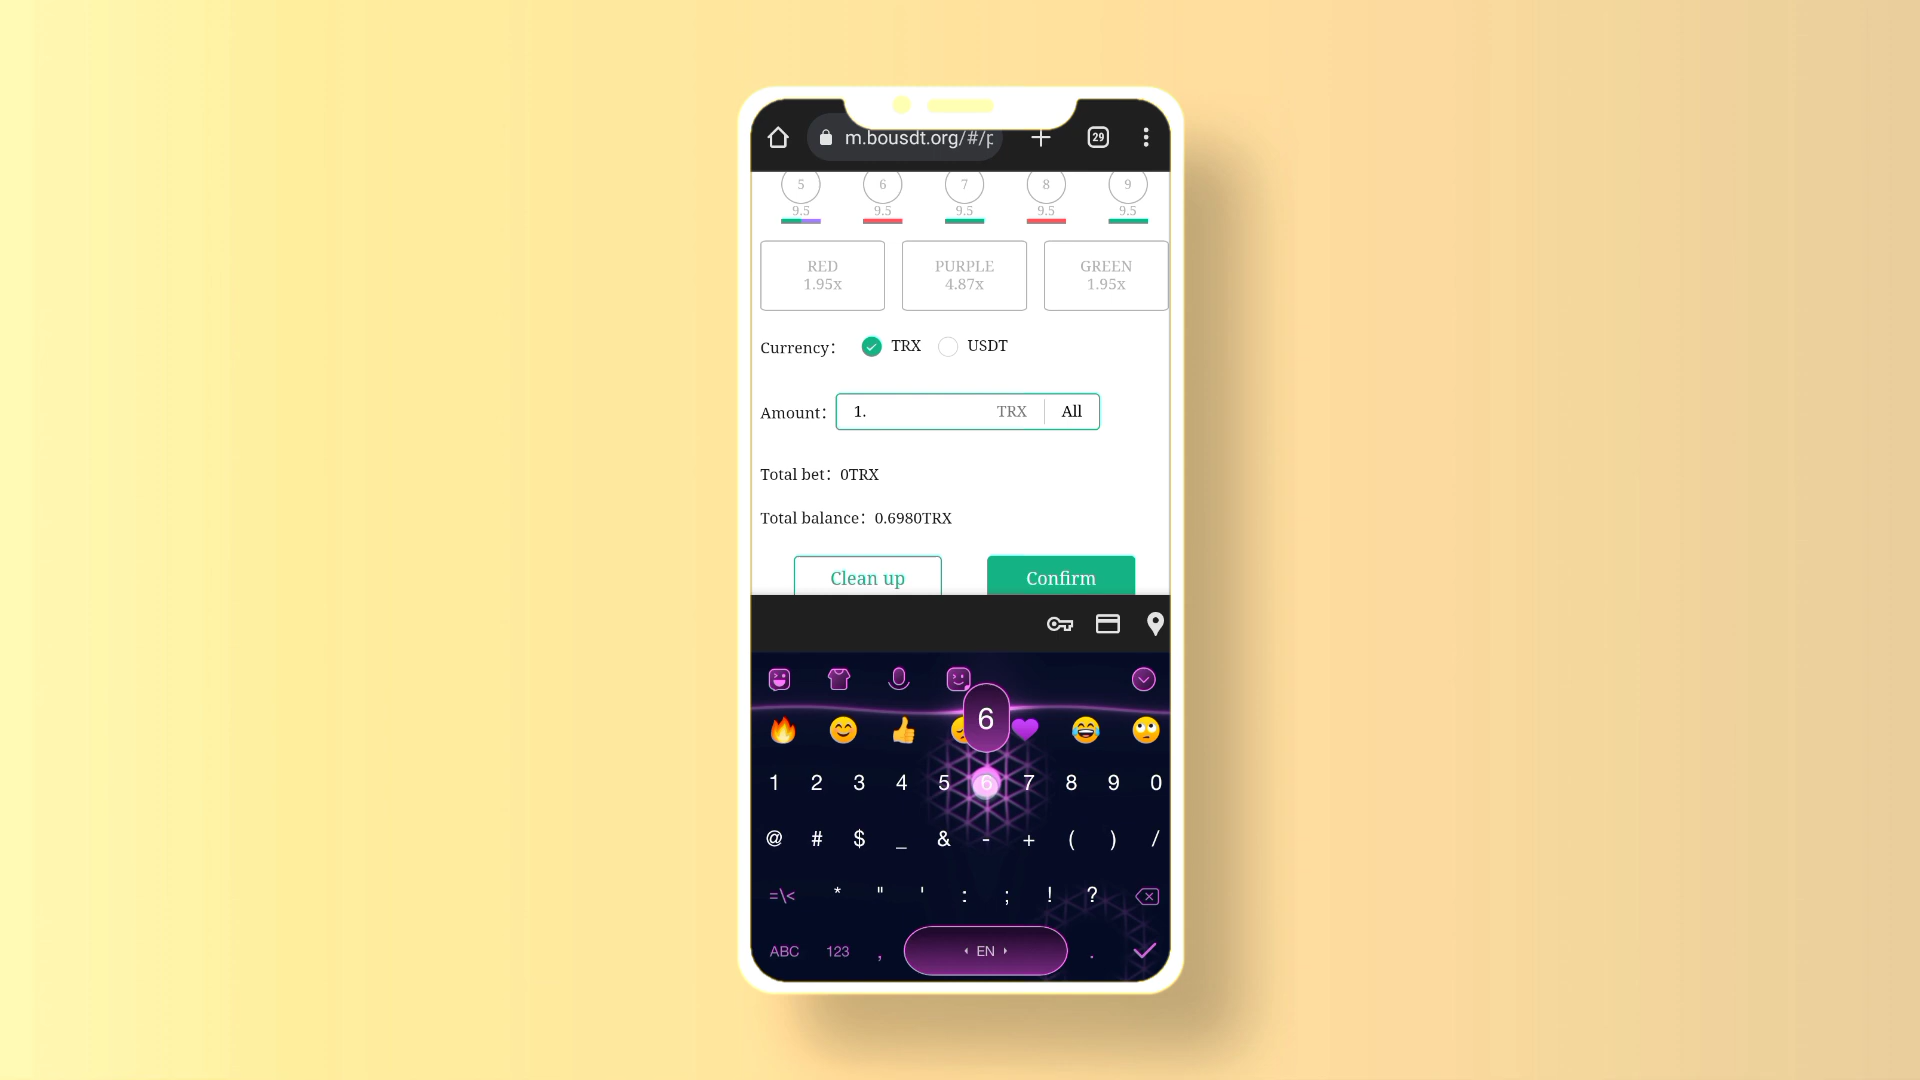 m.bousdt.org/#/p
29
5 6 7 8 9
9.5 9.5 9.5 9.5 9.5
RED PURPLE GREEN
1.95x 4.87x 1.95x
Currency: TRX USDT
Amount: 1. TRX All
Total bet: 0TRX
Total balance: 0.6980TRX
Clean up Confirm
6
1 2 3 4 5 6 7 8 9 0
@ # $ _ & - + ( ) /
=\< * " ' : ; ! ?
ABC 123 , EN .